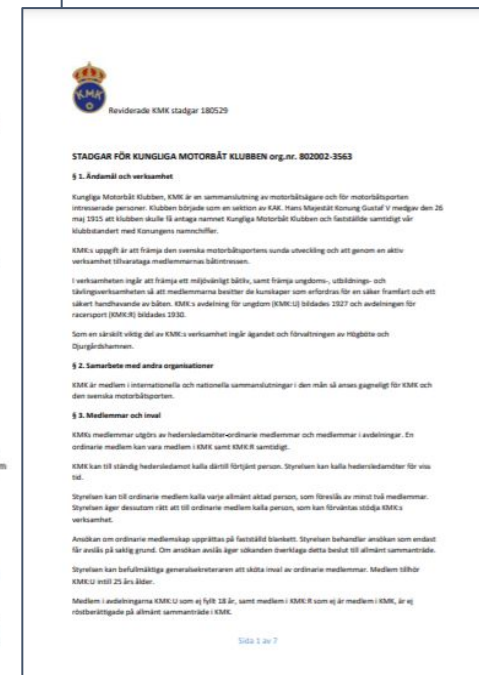 KMK
Reviderade KMK stadgar 180529
STADGAR FÖR KUNGLIGA MOTORBÅT KLUBBEN org.nr. 802002-3563
§ 1. Ändamål och verksamhet
Kungliga Motorbåt Klubben, KMK är en sammanslutning av motorbåtsägare och för motorbåtsporten
intresserade personer. Klubben började som en sektion av KAK. Hans Majestät Konung Gustaf V medgav den 26
maj 1915 att klubben skulle få antaga namnet Kungliga Motorbåt Klubben och fastställde samtidigt vår
klubbstandert med Konungens namnchiffer.
KMK:s uppgift är att främja den svenska motorbåtsportens sunda utveckling och att genom en aktiv
verksamhet tillvarataga medlemmarnas båtintressen.
I verksamheten ingår att främja ett miljövänligt båtliv, samt främja ungdoms-, utbildnings- och
tävlingsverksamheten så att medlemmarna besitter de kunskaper som erfordras för en säker framfart och ett
säkert handhavande av båten. KMK:s avdelning för ungdom (KMK:U) bildades 1927 och avdelningen för
racersport (KMK:R) bildades 1930.
Som en särskilt viktig del av KMK:s verksamhet ingår ägandet och förvaltningen av Högböte och
Djurgårdshamnen.
§ 2. Samarbete med andra organisationer
KMK är medlem i internationella och nationella sammanslutningar i den mån så anses gagneligt för KMK och
den svenska motorbåtsporten.
§ 3. Medlemmar och inval
KMKs medlemmar utgörs av hedersledamöter-ordinarie medlemmar och medlemmar i avdelningar. En
ordinarie medlem kan vara medlem i KMK samt KMK:R samtidigt.
KMK kan till ständig hedersledamot kalla därtill förtjänt person. Styrelsen kan kalla hedersledamöter för viss
tid.
Styrelsen kan till ordinarie medlem kalla varje allmänt aktad person, som föreslås av minst två medlemmar.
Styrelsen äger dessutom rätt att till ordinarie medlem kalla person, som kan förväntas stödja KMK:s
verksamhet.
Ansökan om ordinarie medlemskap upprättas på fastställd blankett. Styrelsen behandlar ansökan som endast
får avslås på saklig grund. Om ansökan avslås äger sökanden överklaga detta beslut till allmänt sammanträde.
Styrelsen kan befullmäktiga generalsekreteraren att sköta inval av ordinarie medlemmar. Medlem tillhör
KMK:U intill 25 års ålder.
Medlem i avdelningarna KMK:U som ej fyllt 18 år, samt medlem i KMK:R som ej är medlem i KMK, är ej
röstberättigade på allmänt sammanträde i KMK.
Sida 1 av 7